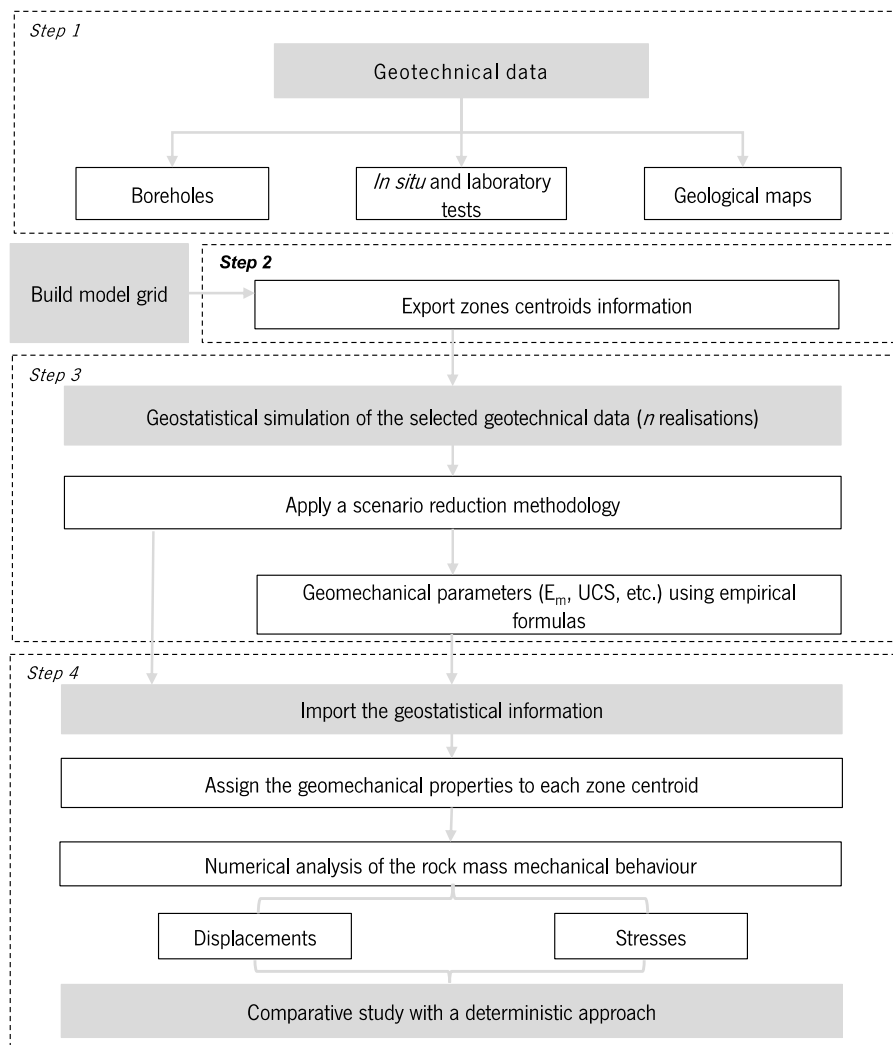 Step 1
Geotechnical data
Boreholes
In situ and laboratory
tests
Geological maps
Build model grid
Step 2
Export zones centroids information
Step 3
Geostatistical simulation of the selected geotechnical data (n realisations)
Apply a scenario reduction methodology
Geomechanical parameters (Em, UCS, etc.) using empirical
formulas
Step 4
Import the geostatistical information
Assign the geomechanical properties to each zone centroid
Numerical analysis of the rock mass mechanical behaviour
Displacements
Stresses
Comparative study with a deterministic approach